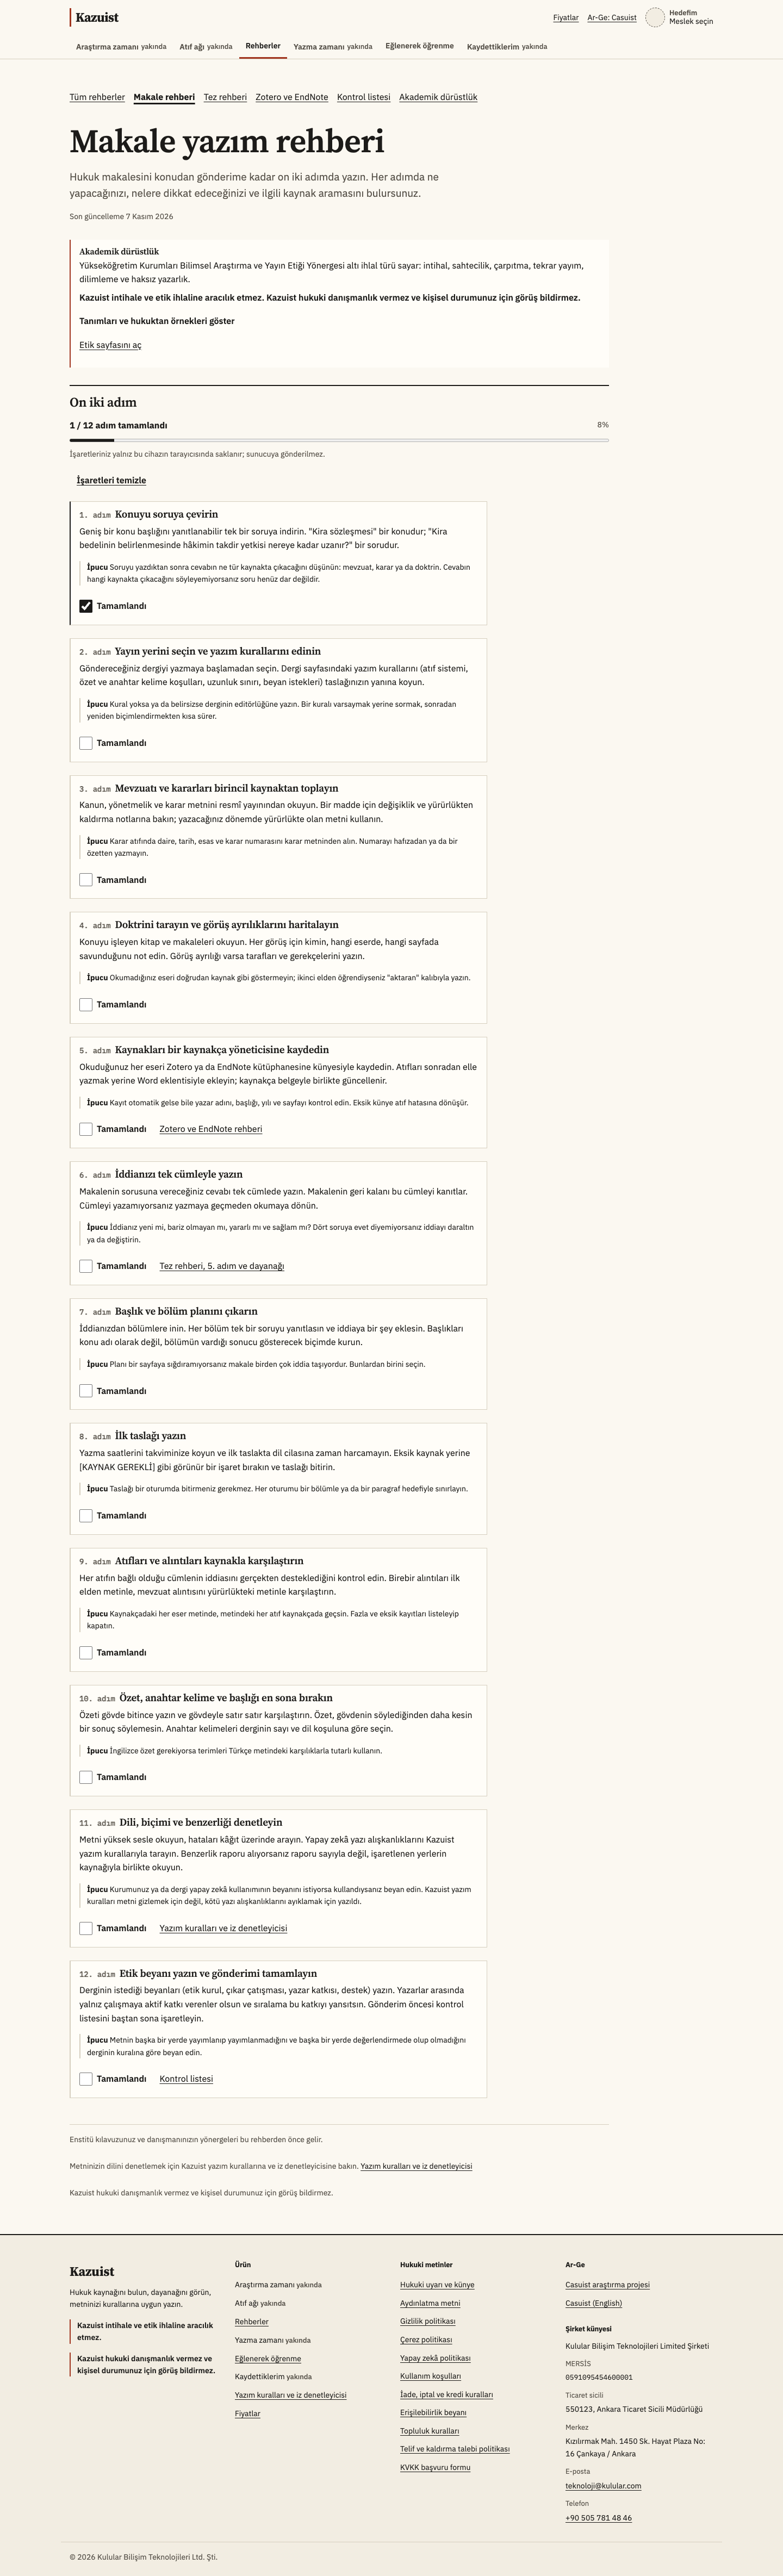 Kazuist
Fiyatlar
Ar-Ge: Casuist
Hedefim
Meslek seçin
Araştırma zamanı yakında
Atıf ağı yakında
Rehberler
Yazma zamanı yakında
Eğlenerek öğrenme
Kaydettiklerim yakında
Tüm rehberler
Makale rehberi
Tez rehberi
Zotero ve EndNote
Kontrol listesi
Akademik dürüstlük
Makale yazım rehberi
Hukuk makalesini konudan gönderime kadar on iki adımda yazın. Her adımda ne
yapacağınızı, nelere dikkat edeceğinizi ve ilgili kaynak aramasını bulursunuz.
Son güncelleme 7 Kasım 2026
Akademik dürüstlük
Yükseköğretim Kurumları Bilimsel Araştırma ve Yayın Etiği Yönergesi altı ihlal türü sayar: intihal, sahtecilik, çarpıtma, tekrar yayım,
dilimleme ve haksız yazarlık.
Kazuist intihale ve etik ihlaline aracılık etmez. Kazuist hukuki danışmanlık vermez ve kişisel durumunuz için görüş bildirmez.
Tanımları ve hukuktan örnekleri göster
Etik sayfasını aç
On iki adım
1 / 12 adım tamamlandı
8%
İşaretleriniz yalnız bu cihazın tarayıcısında saklanır; sunucuya gönderilmez.
İşaretleri temizle
1. adım Konuyu soruya çevirin
Geniş bir konu başlığını yanıtlanabilir tek bir soruya indirin. "Kira sözleşmesi" bir konudur; "Kira
bedelinin belirlenmesinde hâkimin takdir yetkisi nereye kadar uzanır?" bir sorudur.
İpucu Soruyu yazdıktan sonra cevabın ne tür kaynakta çıkacağını düşünün: mevzuat, karar ya da doktrin. Cevabın
hangi kaynakta çıkacağını söyleyemiyorsanız soru henüz dar değildir.
Tamamlandı
2. adım Yayın yerini seçin ve yazım kurallarını edinin
Göndereceğiniz dergiyi yazmaya başlamadan seçin. Dergi sayfasındaki yazım kurallarını (atıf sistemi,
özet ve anahtar kelime koşulları, uzunluk sınırı, beyan istekleri) taslağınızın yanına koyun.
İpucu Kural yoksa ya da belirsizse derginin editörlüğüne yazın. Bir kuralı varsaymak yerine sormak, sonradan
yeniden biçimlendirmekten kısa sürer.
Tamamlandı
3. adım Mevzuatı ve kararları birincil kaynaktan toplayın
Kanun, yönetmelik ve karar metnini resmî yayınından okuyun. Bir madde için değişiklik ve yürürlükten
kaldırma notlarına bakın; yazacağınız dönemde yürürlükte olan metni kullanın.
İpucu Karar atıfında daire, tarih, esas ve karar numarasını karar metninden alın. Numarayı hafızadan ya da bir
özetten yazmayın.
Tamamlandı
4. adım Doktrini tarayın ve görüş ayrılıklarını haritalayın
Konuyu işleyen kitap ve makaleleri okuyun. Her görüş için kimin, hangi eserde, hangi sayfada
savunduğunu not edin. Görüş ayrılığı varsa tarafları ve gerekçelerini yazın.
İpucu Okumadığınız eseri doğrudan kaynak gibi göstermeyin; ikinci elden öğrendiyseniz "aktaran" kalıbıyla yazın.
Tamamlandı
5. adım Kaynakları bir kaynakça yöneticisine kaydedin
Okuduğunuz her eseri Zotero ya da EndNote kütüphanesine künyesiyle kaydedin. Atıfları sonradan elle
yazmak yerine Word eklentisiyle ekleyin; kaynakça belgeyle birlikte güncellenir.
İpucu Kayıt otomatik gelse bile yazar adını, başlığı, yılı ve sayfayı kontrol edin. Eksik künye atıf hatasına dönüşür.
Tamamlandı
Zotero ve EndNote rehberi
6. adım İddianızı tek cümleyle yazın
Makalenin sorusuna vereceğiniz cevabı tek cümlede yazın. Makalenin geri kalanı bu cümleyi kanıtlar.
Cümleyi yazamıyorsanız yazmaya geçmeden okumaya dönün.
İpucu İddianız yeni mi, bariz olmayan mı, yararlı mı ve sağlam mı? Dört soruya evet diyemiyorsanız iddiayı daraltın
ya da değiştirin.
Tamamlandı
Tez rehberi, 5. adım ve dayanağı
7. adım Başlık ve bölüm planını çıkarın
İddianızdan bölümlere inin. Her bölüm tek bir soruyu yanıtlasın ve iddiaya bir şey eklesin. Başlıkları
konu adı olarak değil, bölümün vardığı sonucu gösterecek biçimde kurun.
İpucu Planı bir sayfaya sığdıramıyorsanız makale birden çok iddia taşıyordur. Bunlardan birini seçin.
Tamamlandı
8. adım İlk taslağı yazın
Yazma saatlerini takviminize koyun ve ilk taslakta dil cilasına zaman harcamayın. Eksik kaynak yerine
[KAYNAK GEREKLİ] gibi görünür bir işaret bırakın ve taslağı bitirin.
İpucu Taslağı bir oturumda bitirmeniz gerekmez. Her oturumu bir bölümle ya da bir paragraf hedefiyle sınırlayın.
Tamamlandı
9. adım Atıfları ve alıntıları kaynakla karşılaştırın
Her atıfın bağlı olduğu cümlenin iddiasını gerçekten desteklediğini kontrol edin. Birebir alıntıları ilk
elden metinle, mevzuat alıntısını yürürlükteki metinle karşılaştırın.
İpucu Kaynakçadaki her eser metinde, metindeki her atıf kaynakçada geçsin. Fazla ve eksik kayıtları listeleyip
kapatın.
Tamamlandı
10. adım Özet, anahtar kelime ve başlığı en sona bırakın
Özeti gövde bitince yazın ve gövdeyle satır satır karşılaştırın. Özet, gövdenin söylediğinden daha kesin
bir sonuç söylemesin. Anahtar kelimeleri derginin sayı ve dil koşuluna göre seçin.
İpucu İngilizce özet gerekiyorsa terimleri Türkçe metindeki karşılıklarla tutarlı kullanın.
Tamamlandı
11. adım Dili, biçimi ve benzerliği denetleyin
Metni yüksek sesle okuyun, hataları kâğıt üzerinde arayın. Yapay zekâ yazı alışkanlıklarını Kazuist
yazım kurallarıyla tarayın. Benzerlik raporu alıyorsanız raporu sayıyla değil, işaretlenen yerlerin
kaynağıyla birlikte okuyun.
İpucu Kurumunuz ya da dergi yapay zekâ kullanımının beyanını istiyorsa kullandıysanız beyan edin. Kazuist yazım
kuralları metni gizlemek için değil, kötü yazı alışkanlıklarını ayıklamak için yazıldı.
Tamamlandı
Yazım kuralları ve iz denetleyicisi
12. adım Etik beyanı yazın ve gönderimi tamamlayın
Derginin istediği beyanları (etik kurul, çıkar çatışması, yazar katkısı, destek) yazın. Yazarlar arasında
yalnız çalışmaya aktif katkı verenler olsun ve sıralama bu katkıyı yansıtsın. Gönderim öncesi kontrol
listesini baştan sona işaretleyin.
İpucu Metnin başka bir yerde yayımlanıp yayımlanmadığını ve başka bir yerde değerlendirmede olup olmadığını
derginin kuralına göre beyan edin.
Tamamlandı
Kontrol listesi
Enstitü kılavuzunuz ve danışmanınızın yönergeleri bu rehberden önce gelir.
Metninizin dilini denetlemek için Kazuist yazım kurallarına ve iz denetleyicisine bakın. Yazım kuralları ve iz denetleyicisi
Kazuist hukuki danışmanlık vermez ve kişisel durumunuz için görüş bildirmez.
Kazuist
Hukuk kaynağını bulun, dayanağını görün,
metninizi kurallarına uygun yazın.
Kazuist intihale ve etik ihlaline aracılık
etmez.
Kazuist hukuki danışmanlık vermez ve
kişisel durumunuz için görüş bildirmez.
Ürün
Araştırma zamanı yakında
Atıf ağı yakında
Rehberler
Yazma zamanı yakında
Eğlenerek öğrenme
Kaydettiklerim yakında
Yazım kuralları ve iz denetleyicisi
Fiyatlar
Hukuki metinler
Hukuki uyarı ve künye
Aydınlatma metni
Gizlilik politikası
Çerez politikası
Yapay zekâ politikası
Kullanım koşulları
İade, iptal ve kredi kuralları
Erişilebilirlik beyanı
Topluluk kuralları
Telif ve kaldırma talebi politikası
KVKK başvuru formu
Ar-Ge
Casuist araştırma projesi
Casuist (English)
Şirket künyesi
Kulular Bilişim Teknolojileri Limited Şirketi
MERSİS
0591095454600001
Ticaret sicili
550123, Ankara Ticaret Sicili Müdürlüğü
Merkez
Kızılırmak Mah. 1450 Sk. Hayat Plaza No:
16 Çankaya / Ankara
E-posta
teknoloji@kulular.com
Telefon
+90 505 781 48 46
© 2026 Kulular Bilişim Teknolojileri Ltd. Şti.